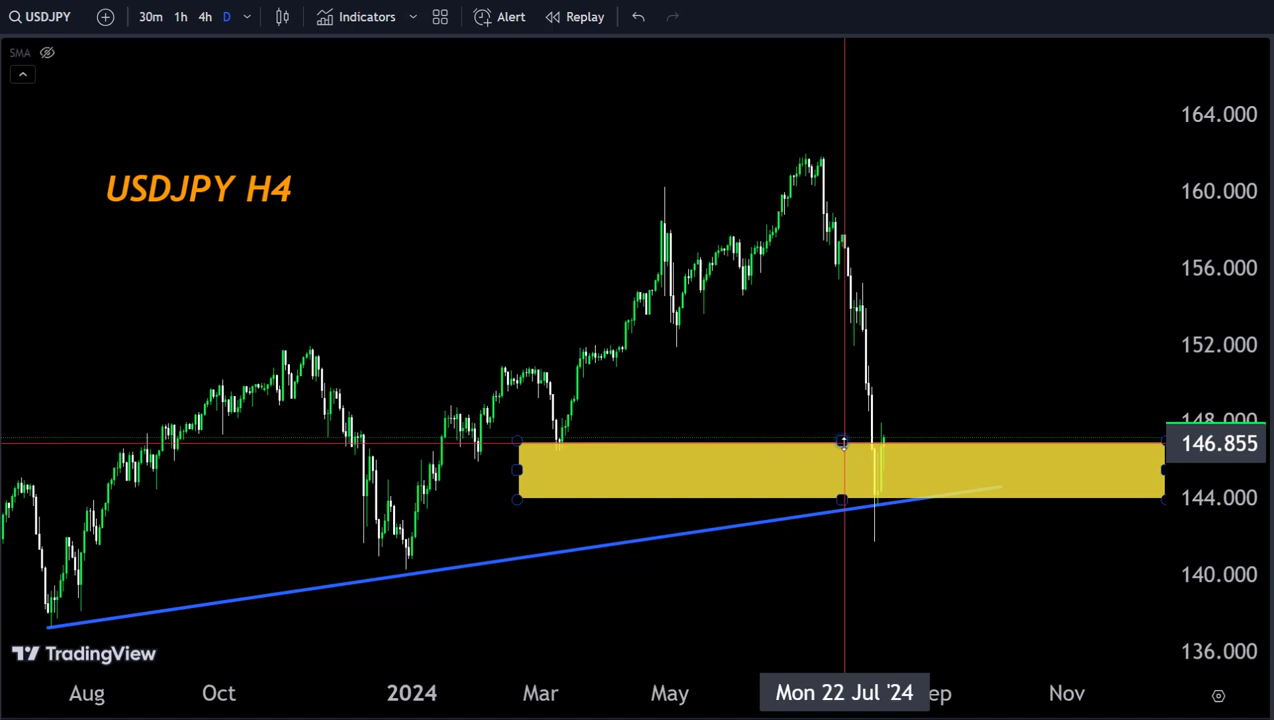 USDJPY 30m 1h 4h D Indicators Alert Replay
SMA
USDJPY H4
164.000
160.000
156.000
152.000
148.000
146.855
144.000
140.000
136.000
TradingView
Aug Oct 2024 Mar May Mon 22 Jul '24 ep Nov